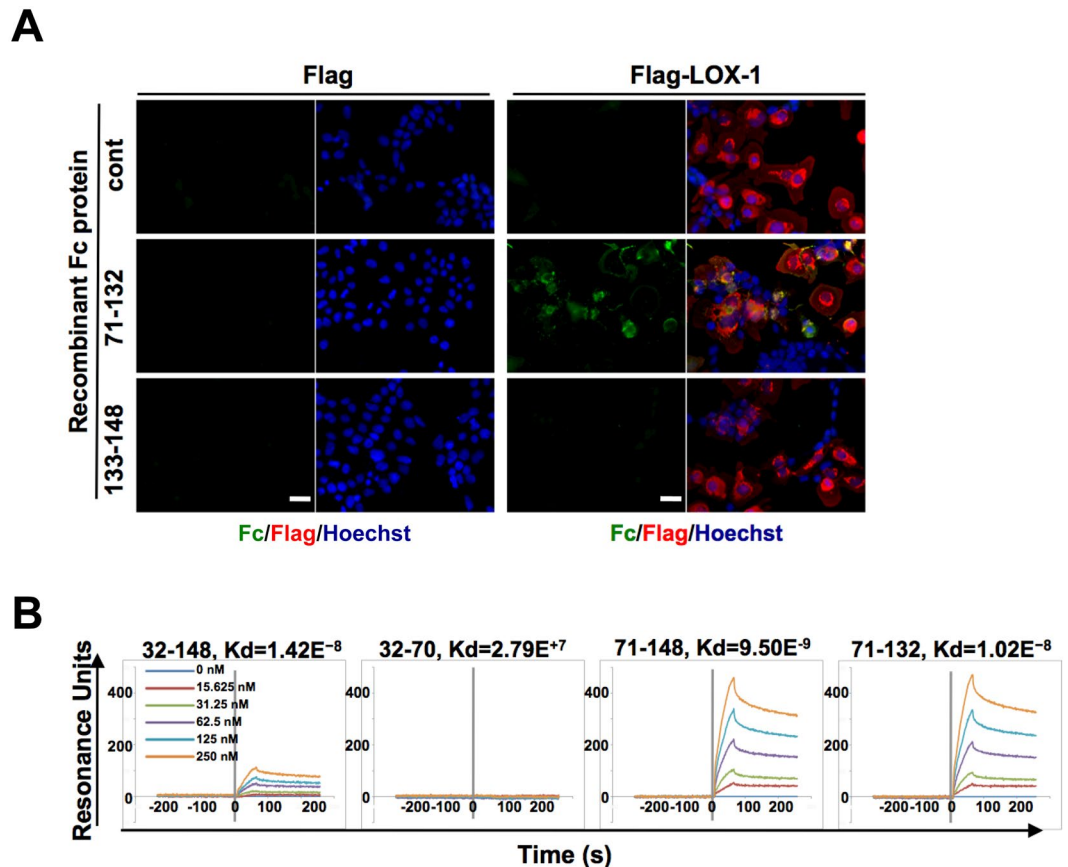 A
Flag
Flag-LOX-1
Recombinant Fc protein
cont
71-132
133-148
Fc/Flag/Hoechst
Fc/Flag/Hoechst
B
Resonance Units
32-148, Kd=1.42E⁻⁸
32-70, Kd=2.79E⁺⁷
71-148, Kd=9.50E⁻⁹
71-132, Kd=1.02E⁻⁸
0 nM
15.625 nM
31.25 nM
62.5 nM
125 nM
250 nM
400
200
0
-200 -100 0 100 200
400
200
0
-200 -100 0 100 200
400
200
0
-200 -100 0 100 200
400
200
0
-200 -100 0 100 200
Time (s)